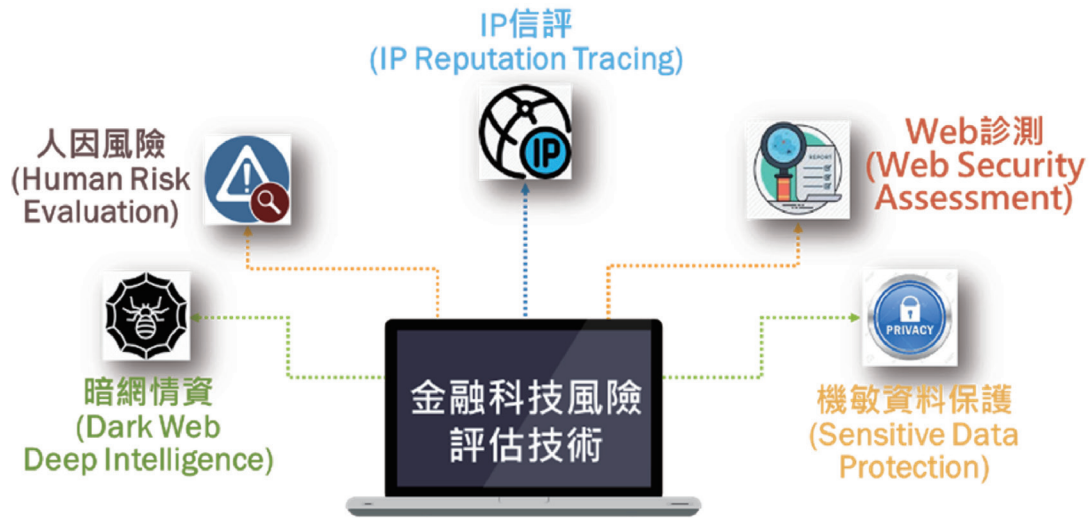 IP信評
(IP Reputation Tracing)
人因風險
(Human Risk
Evaluation)
IP
REPORT
Web診測
(Web Security
Assessment)
暗網情資
(Dark Web
Deep Intelligence)
金融科技風險
評估技術
PRIVACY
機敏資料保護
(Sensitive Data
Protection)